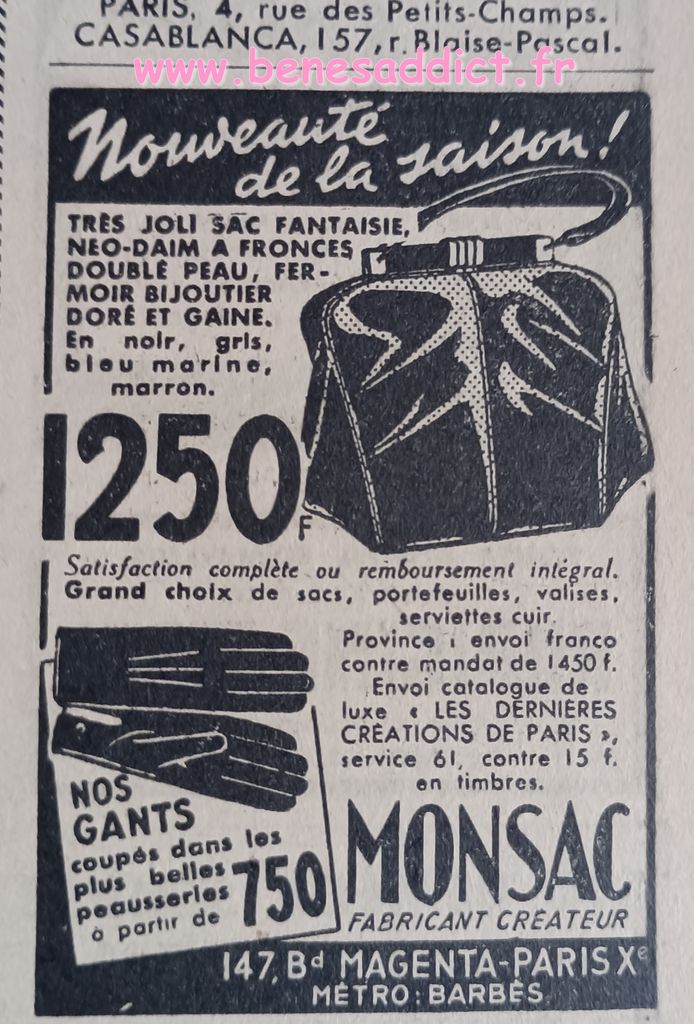 PARIS, 4, rue des Petits-Champs.
CASABLANCA, 157, r. Blaise-Pascal.
www.benesaddict.fr
Nouveauté
de la saison !
TRÈS JOLI SAC FANTAISIE,
NEO-DAIM A FRONCES
DOUBLÉ PEAU, FER-
MOIR BIJOUTIER
DORÉ ET GAINE.
En noir, gris,
bleu marine,
marron.
1250 F
Satisfaction complète ou remboursement intégral.
Grand choix de sacs, portefeuilles, valises,
serviettes cuir.
Province : envoi franco
contre mandat de 1450 f.
Envoi catalogue de
luxe « LES DERNIÈRES
CRÉATIONS DE PARIS »,
service 61, contre 15 f.
en timbres.
NOS
GANTS
coupés dans les
plus belles
peausseries
à partir de
750
MONSAC
FABRICANT CRÉATEUR
147, Bd MAGENTA-PARIS Xe
MÉTRO : BARBÈS